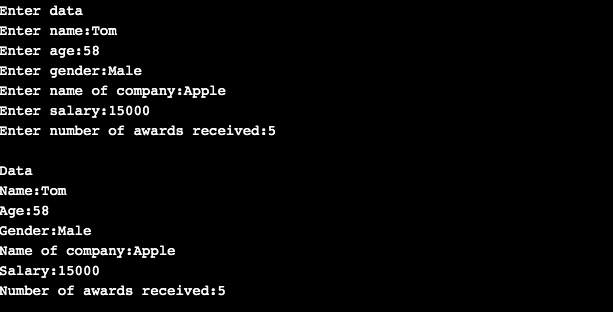 Enter data
Enter name:Tom
Enter age:58
Enter gender:Male
Enter name of company:Apple
Enter salary:15000
Enter number of awards received:5
Data
Name:Tom
Age:58
Gender:Male
Name of company:Apple
Salary:15000
Number of awards received:5